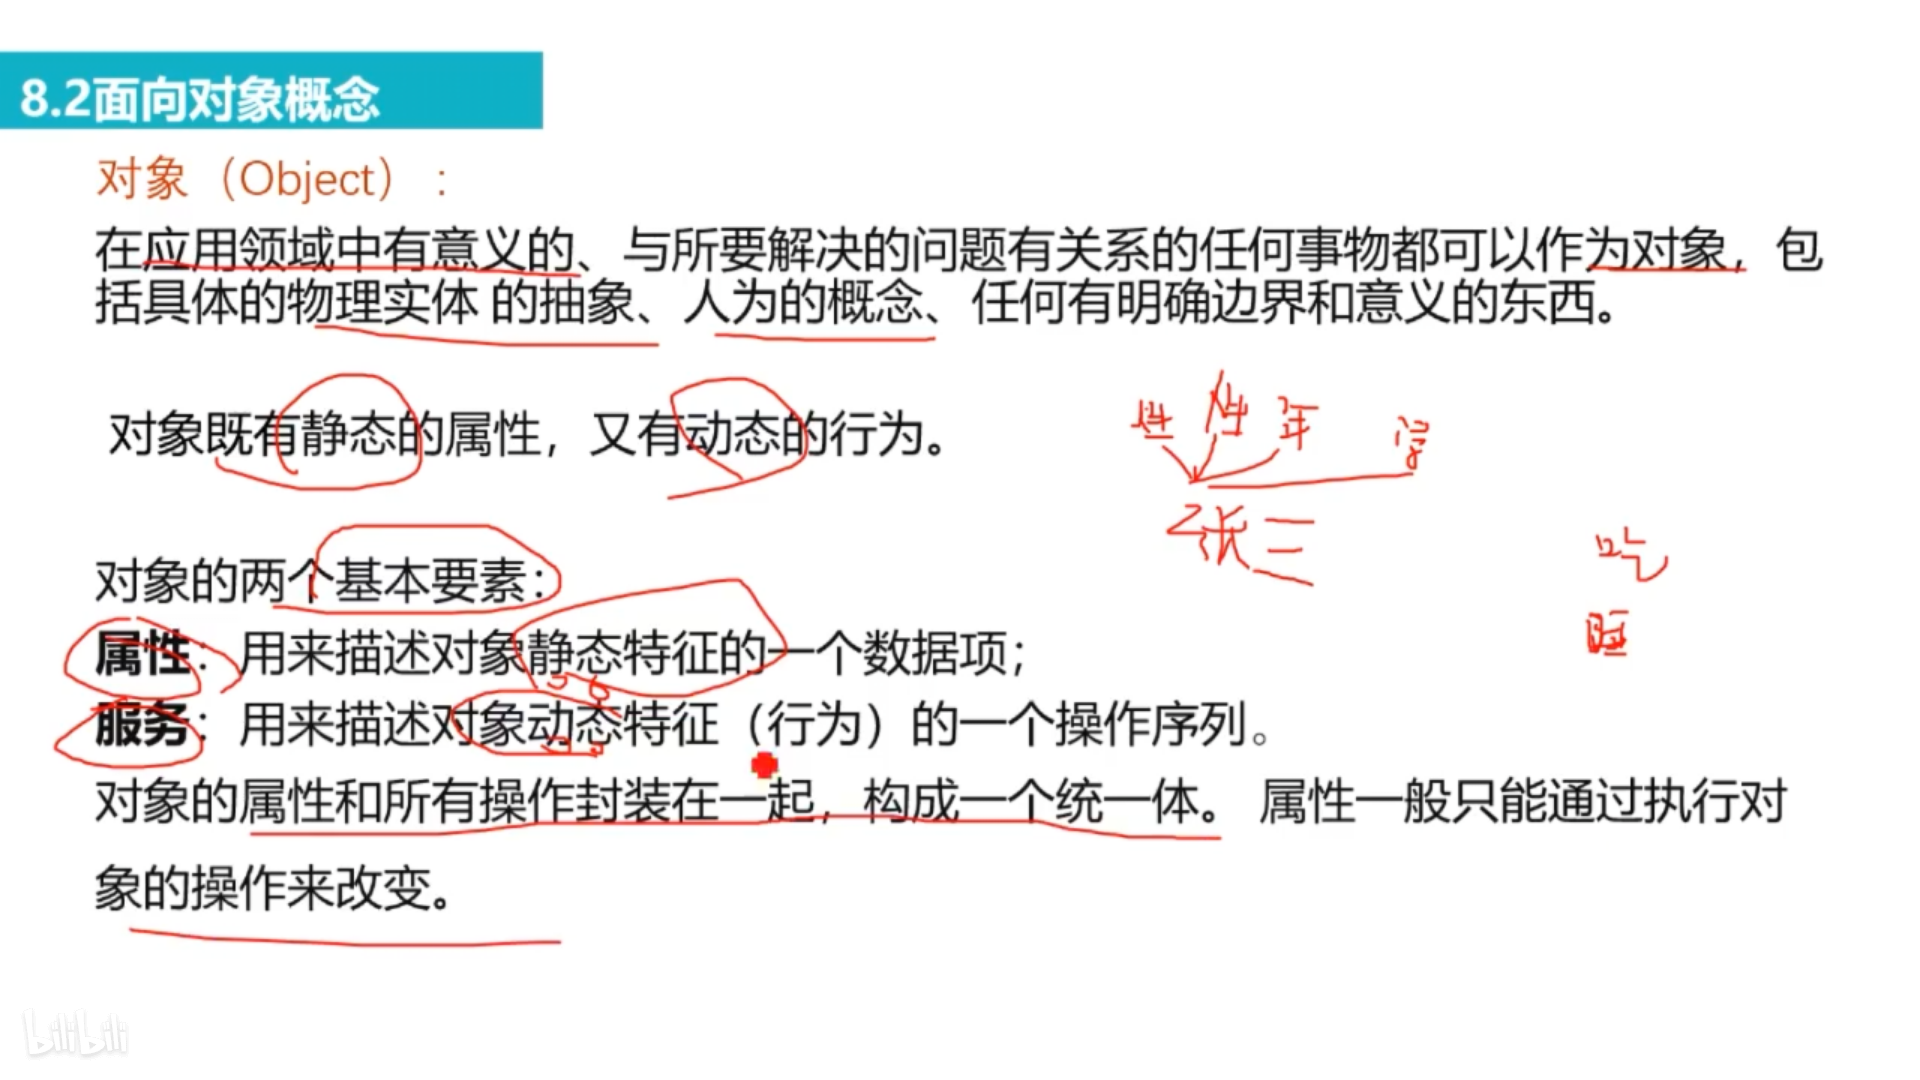 8.2面向对象概念
对象（Object）:
在应用领域中有意义的、与所要解决的问题有关系的任何事物都可以作为对象，包
括具体的物理实体 的抽象、人为的概念、任何有明确边界和意义的东西。
对象既有静态的属性，又有动态的行为。
性 年
张三
吃
对象的两个基本要素：
属性：用来描述对象静态特征的一个数据项；
服务：用来描述对象动态特征（行为）的一个操作序列。
对象的属性和所有操作封装在一起，构成一个统一体。 属性一般只能通过执行对
象的操作来改变。
bilibili